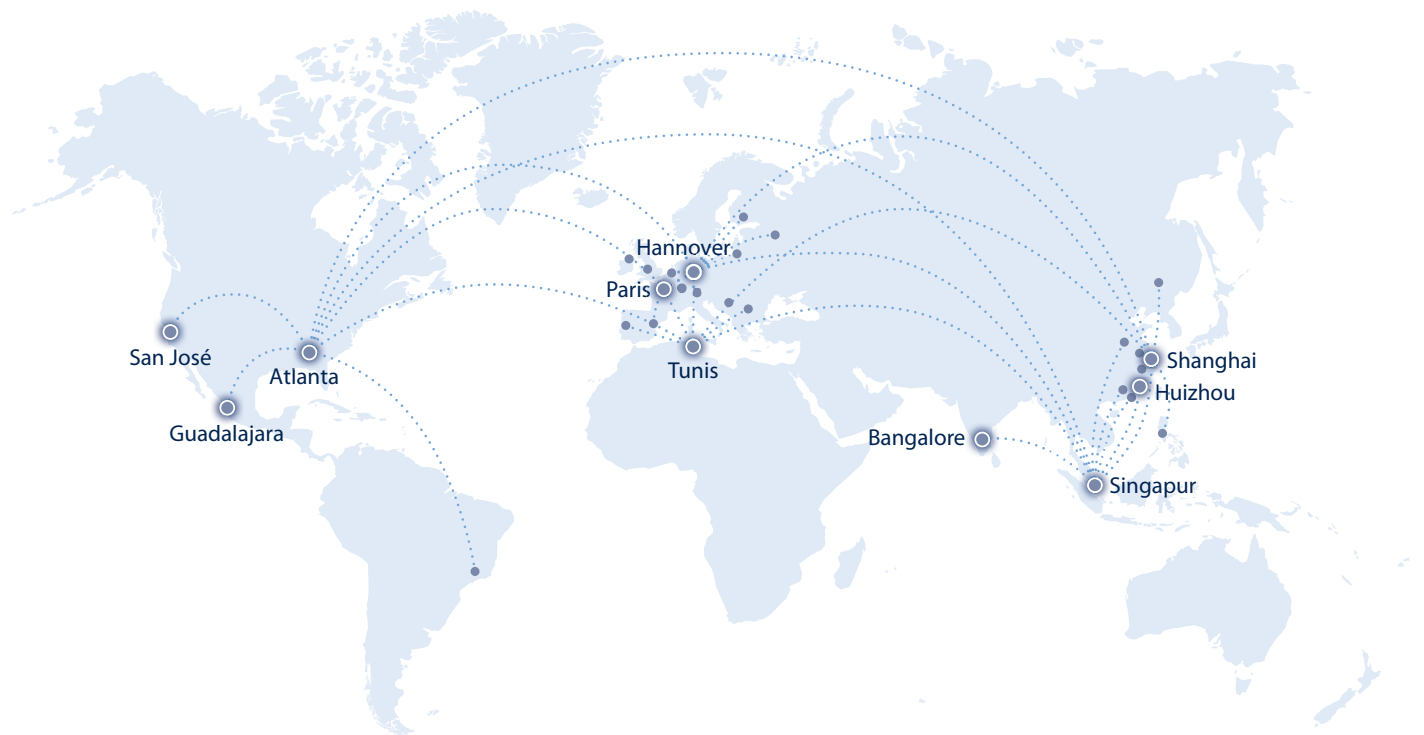 Hannover
Paris
San José
Shanghai
Atlanta
Tunis
Huizhou
Guadalajara
Bangalore
Singapur